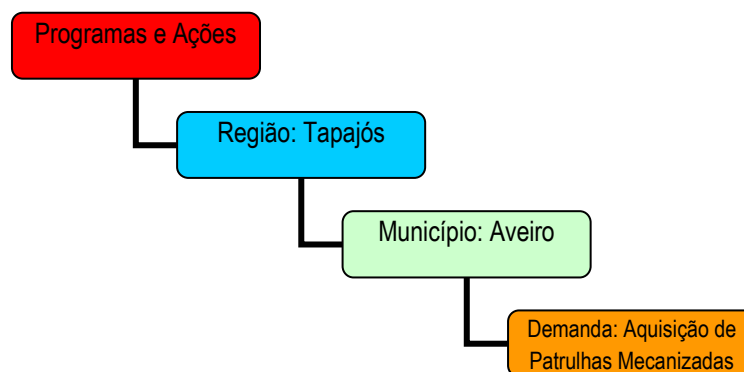 Programas e Ações
Região: Tapajós
Município: Aveiro
Demanda: Aquisição de
Patrulhas Mecanizadas